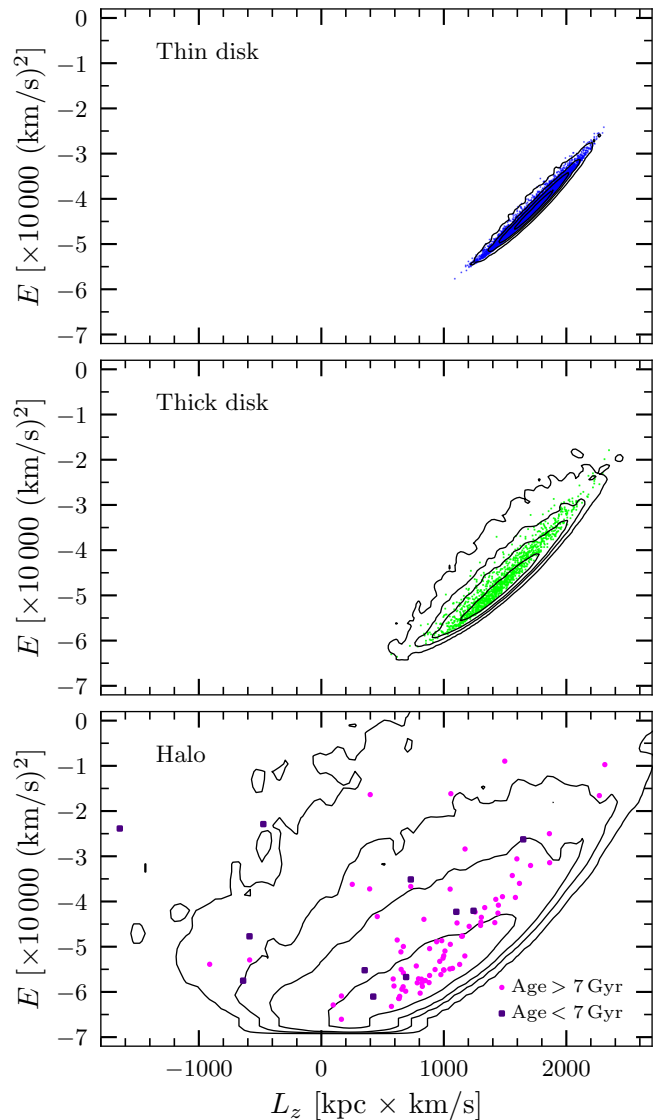 0
−1
−2
−3
−4
−5
−6
−7
E [×10 000 (km/s)²]
Thin disk
0
−1
−2
−3
−4
−5
−6
−7
E [×10 000 (km/s)²]
Thick disk
0
−1
−2
−3
−4
−5
−6
−7
E [×10 000 (km/s)²]
Halo
Age > 7 Gyr
Age < 7 Gyr
−1000 0 1000 2000
L_z [kpc × km/s]